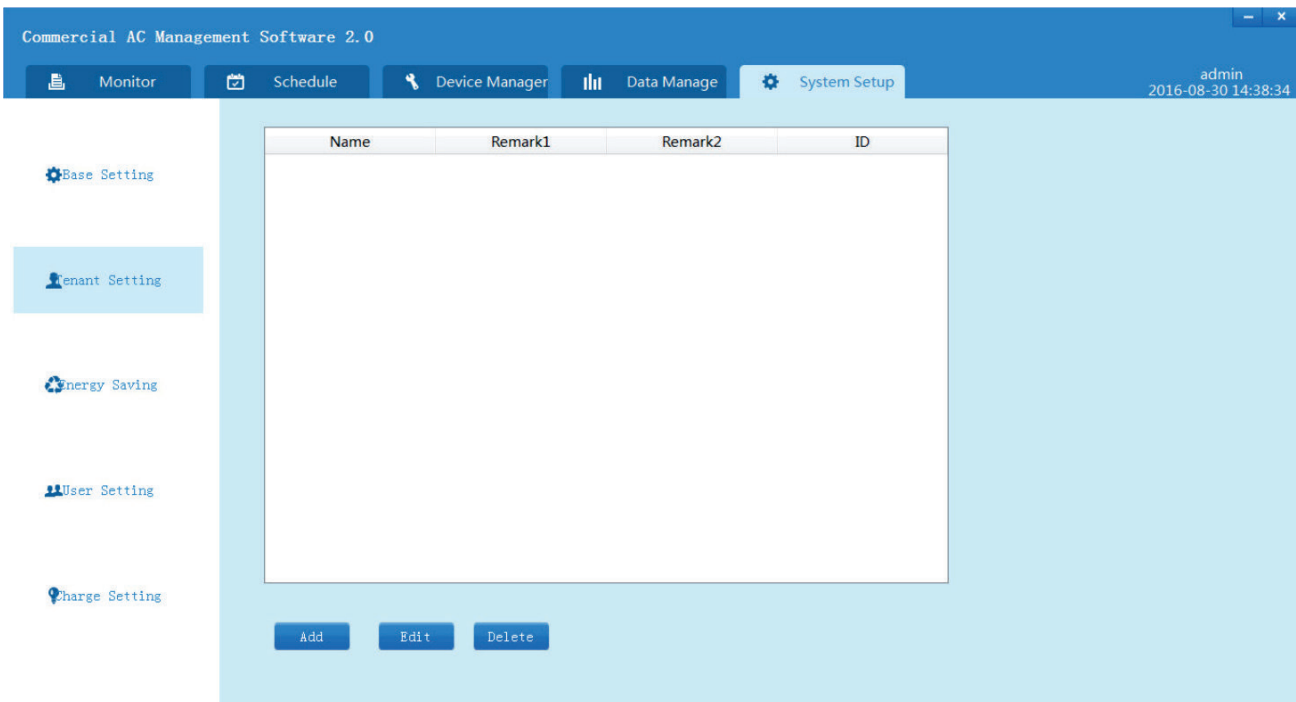 Commercial AC Management Software 2.0
Monitor Schedule Device Manager Data Manage System Setup
admin
2016-08-30 14:38:34
Name Remark1 Remark2 ID
Base Setting
Tenant Setting
Energy Saving
User Setting
Charge Setting
Add Edit Delete